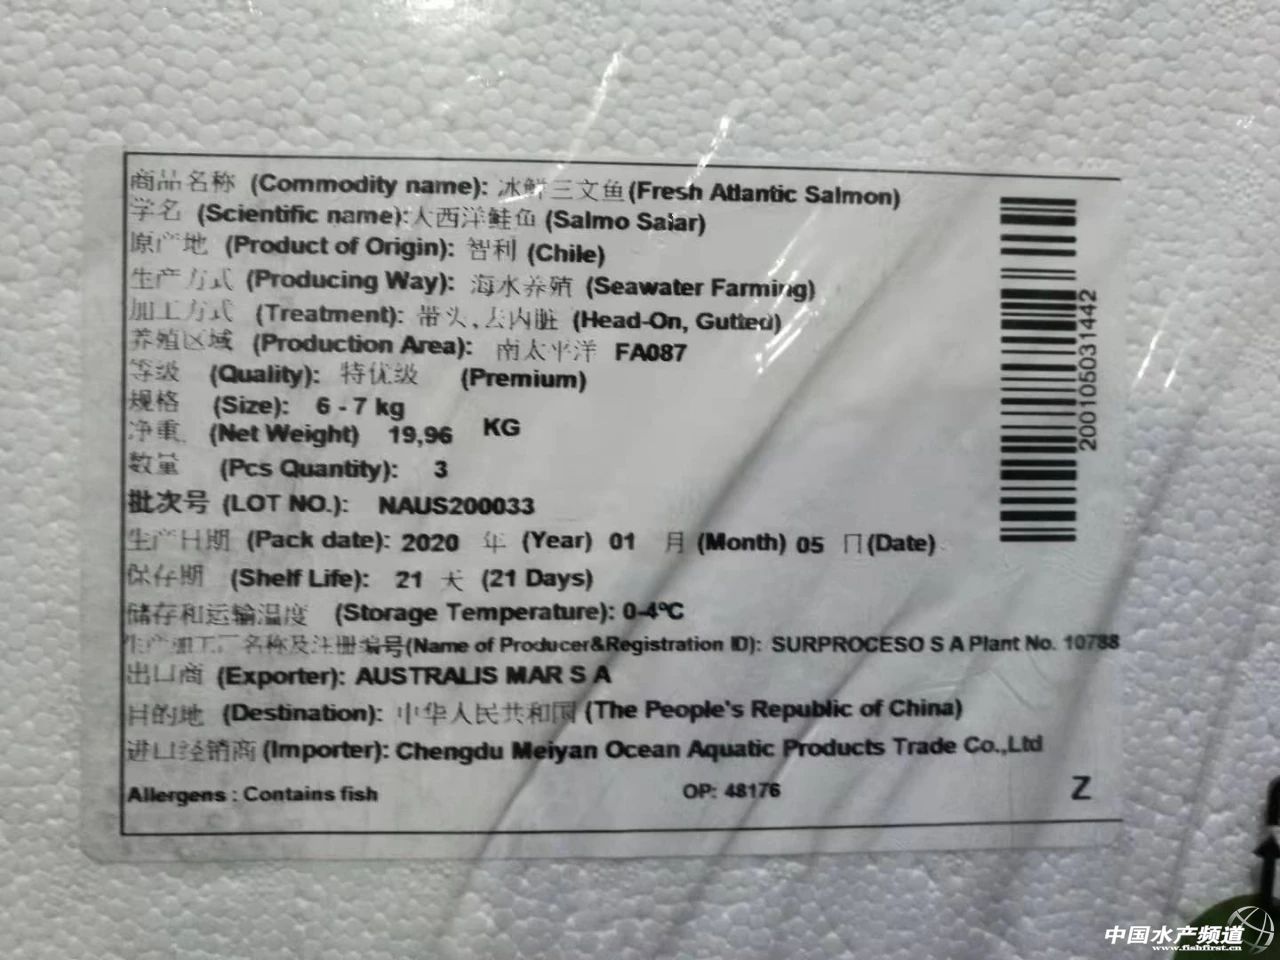 商品名称 (Commodity name): 冰鲜三文鱼(Fresh Atlantic Salmon)
学名 (Scientific name):大西洋鲑鱼 (Salmo Salar)
原产地 (Product of Origin): 智利 (Chile)
生产方式 (Producing Way): 海水养殖 (Seawater Farming)
加工方式 (Treatment): 带头,去内脏 (Head-On, Gutted)
养殖区域 (Production Area): 南太平洋 FA087
等级 (Quality): 特优级 (Premium)
规格 (Size): 6 - 7 kg
净重 (Net Weight) 19,96 KG
数量 (Pcs Quantity): 3
批次号 (LOT NO.): NAUS200033
生产日期 (Pack date): 2020 年 (Year) 01 月 (Month) 05 日(Date)
保存期 (Shelf Life): 21 天 (21 Days)
储存和运输温度 (Storage Temperature): 0-4ºC
生产加工厂名称及注册编号(Name of Producer&Registration ID): SURPROCESO S A Plant No. 10788
出口商 (Exporter): AUSTRALIS MAR S A
目的地 (Destination): 中华人民共和国 (The People's Republic of China)
进口经销商 (Importer): Chengdu Meiyan Ocean Aquatic Products Trade Co.,Ltd
Allergens : Contains fish OP: 48176 Z
200105031442
中国水产频道
www.fishfirst.cn